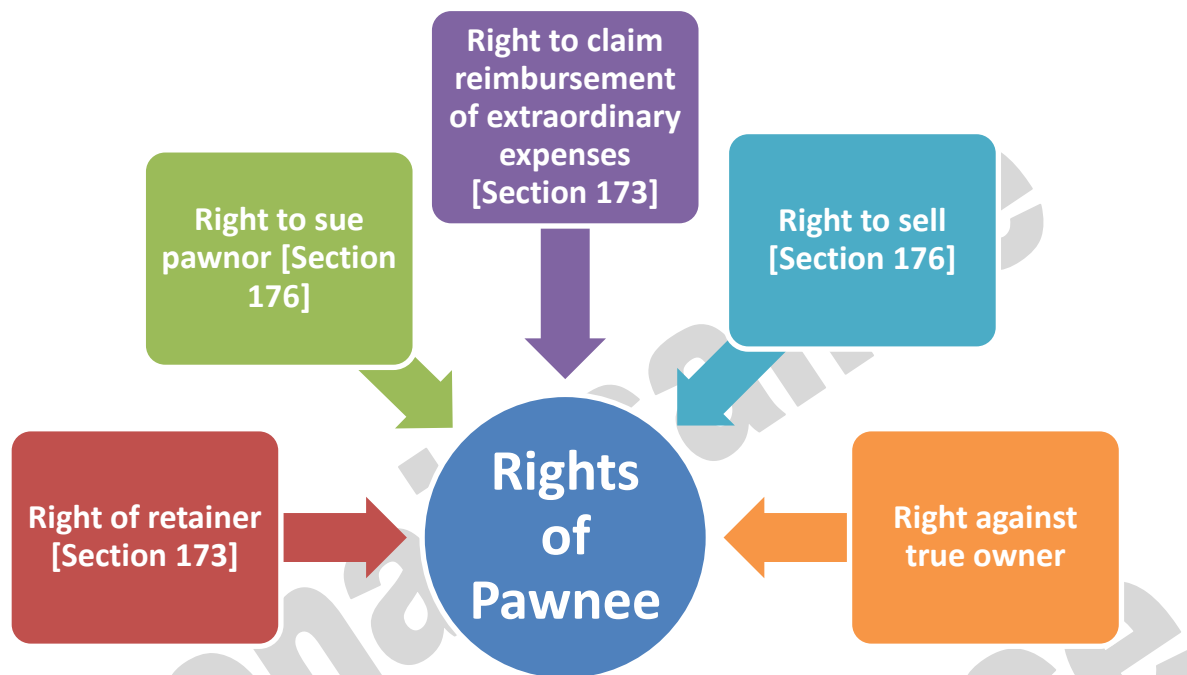 Right to claim
reimbursement
of extraordinary
expenses
[Section 173]
Right to sue
pawnor [Section
176]
Right to sell
[Section 176]
Right of retainer
[Section 173]
Rights
of
Pawnee
Right against
true owner